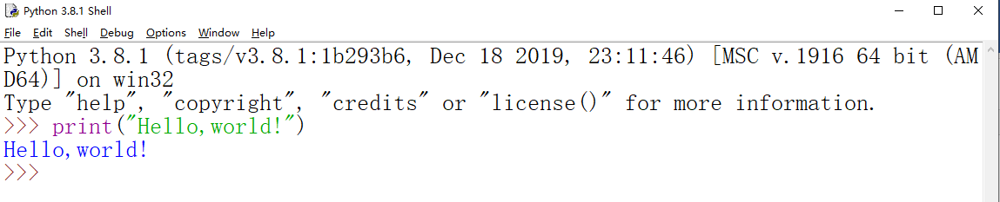 Python 3.8.1 Shell
File Edit Shell Debug Options Window Help
Python 3.8.1 (tags/v3.8.1:1b293b6, Dec 18 2019, 23:11:46) [MSC v.1916 64 bit (AM
D64)] on win32
Type "help", "copyright", "credits" or "license()" for more information.
>>> print("Hello,world!")
Hello,world!
>>>